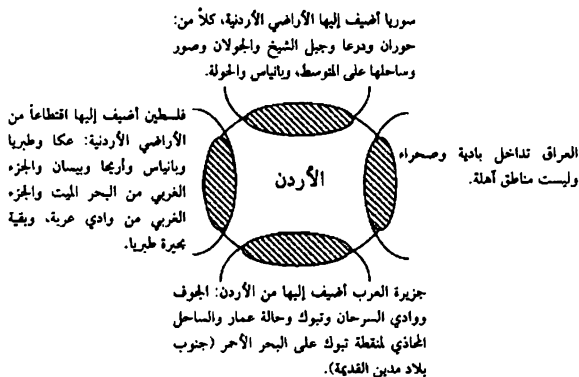 سوريا أضيف إليها الأراضي الأردنية، كلاً من:
حوران ودرعا وجبل الشيخ والجولان وصور
وساحلها على المتوسط، وبانياس والحولة.
فلسطين أضيف إليها اقتطاعاً من
الأراضي الأردنية: عكا وطبريا
وبانياس وأريحا وبيسان والجزء
الغربي من البحر الميت والجزء
الغربي من وادي عربة، وبقية
بحيرة طبريا.
الأردن
العراق تداخل بادية وصحراء
وليست مناطق آهلة.
جزيرة العرب أضيف إليها من الأردن: الجوف
ووادي السرحان وتبوك وحالة عمار والساحل
المحاذي لمنقطة تبوك على البحر الأحمر (جنوب
بلاد مدين القديمة).